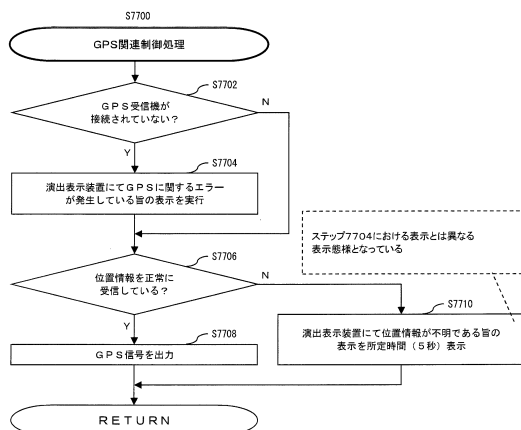 S7700
GPS関連制御処理
S7702
GPS受信機が
接続されていない?
N
Y
S7704
演出表示装置にてGPSに関するエラー
が発生している旨の表示を実行
ステップ7704における表示とは異なる
表示態様となっている
S7706
位置情報を正常に
受信している?
N
Y
S7708
GPS信号を出力
S7710
演出表示装置にて位置情報が不明である旨の
表示を所定時間(5秒)表示
RETURN